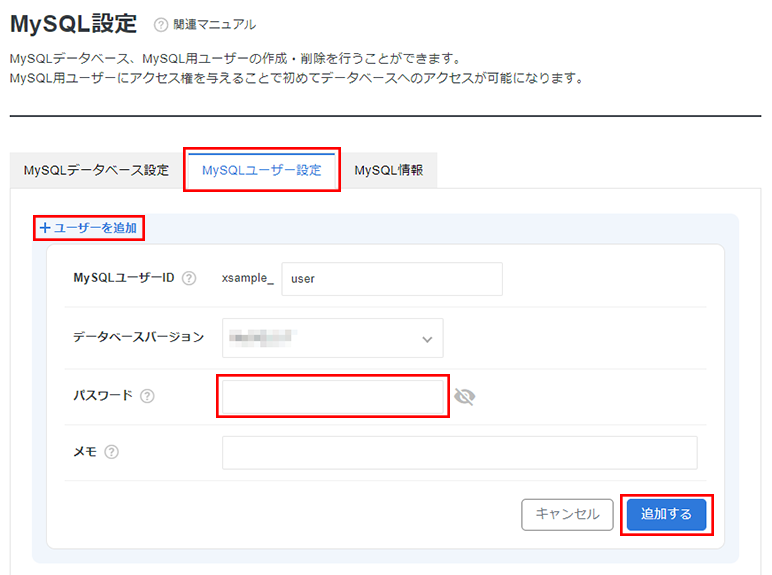 MySQL設定 ? 関連マニュアル
MySQLデータベース、MySQL用ユーザーの作成・削除を行うことができます。
MySQL用ユーザーにアクセス権を与えることで初めてデータベースへのアクセスが可能になります。
MySQLデータベース設定 MySQLユーザー設定 MySQL情報
+ユーザーを追加
MySQLユーザーID ? xsample_ user
データベースバージョン
パスワード ?
メモ ?
キャンセル 追加する